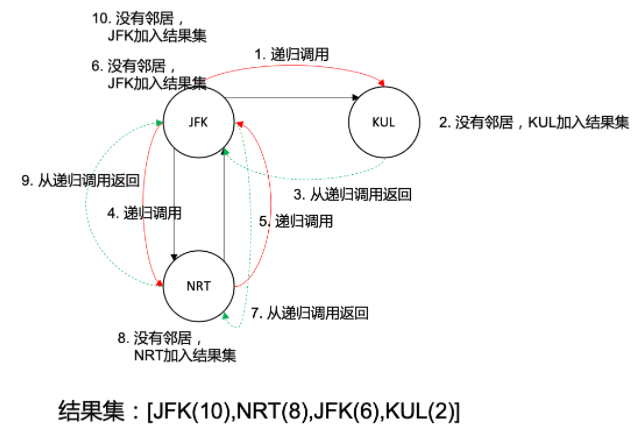 10. 没有邻居，
JFK加入结果集
6. 没有邻居，
JFK加入结果集
1. 递归调用
JFK
KUL
2. 没有邻居，KUL加入结果集
9. 从递归调用返回
3. 从递归调用返回
4. 递归调用
5. 递归调用
NRT
7. 从递归调用返回
8. 没有邻居，
NRT加入结果集
结果集：[JFK(10),NRT(8),JFK(6),KUL(2)]